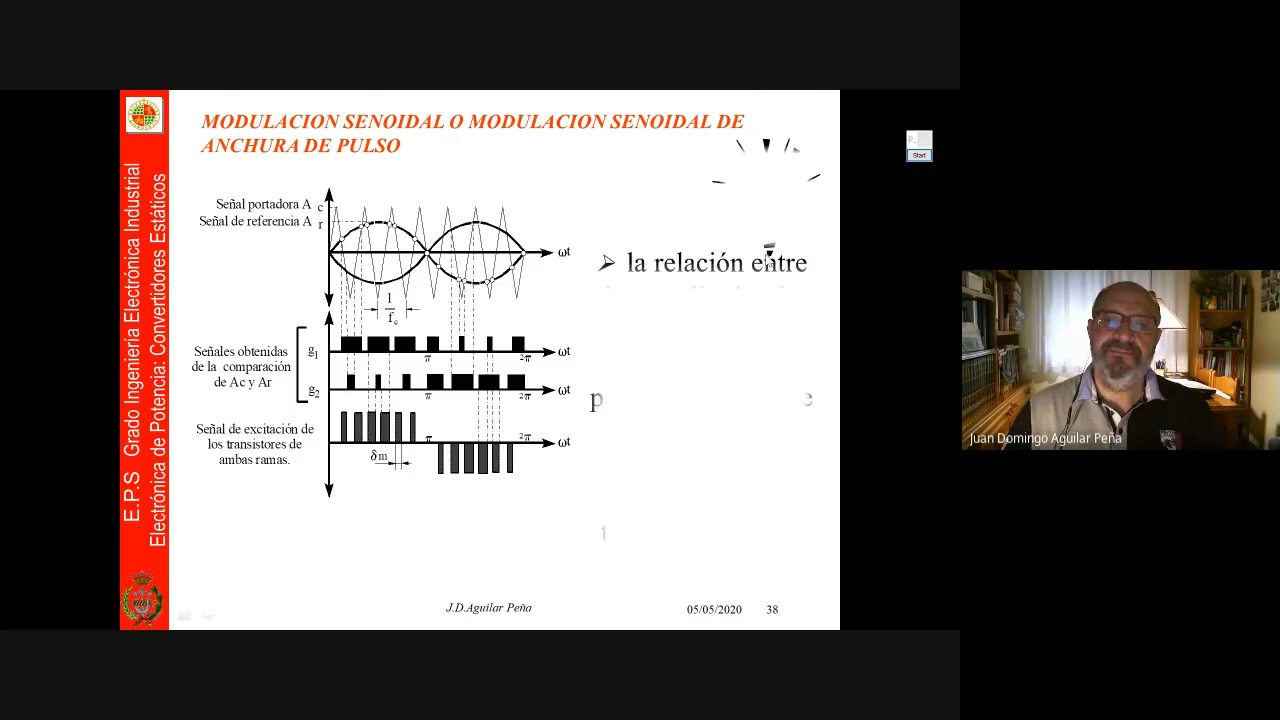 MODULACION SENOIDAL O MODULACION SENOIDAL DE
ANCHURA DE PULSO
Señal portadora A c
Señal de referencia A r
ωt
1
f c
Señales obtenidas
de la comparación
de Ac y Ar
g1
π
2π
ωt
g2
π
2π
ωt
Señal de excitación de
los transistores de
ambas ramas.
π
2π
ωt
δm
➢ la relación entre
p
e
1
J.D.Aguilar Peña
05/05/2020 38
E.P.S Grado Ingeniería Electrónica Industrial
Electrónica de Potencia: Convertidores Estáticos
Start
Juan Domingo Aguilar Peña